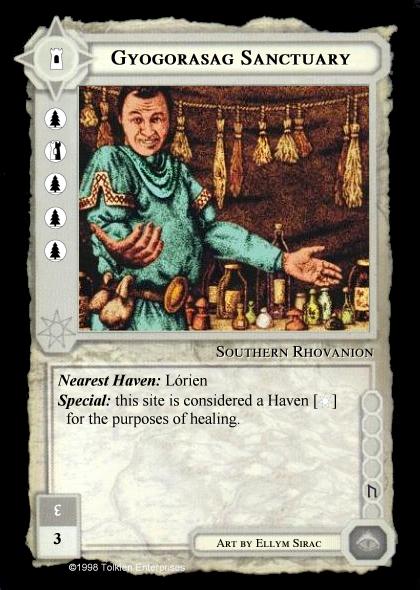 Gyogorasag Sanctuary
Southern Rhovanion
Nearest Haven: Lórien
Special: this site is considered a Haven [ ]
for the purposes of healing.
ε
3
Art by Ellym Sirac
©1998 Tolkien Enterprises